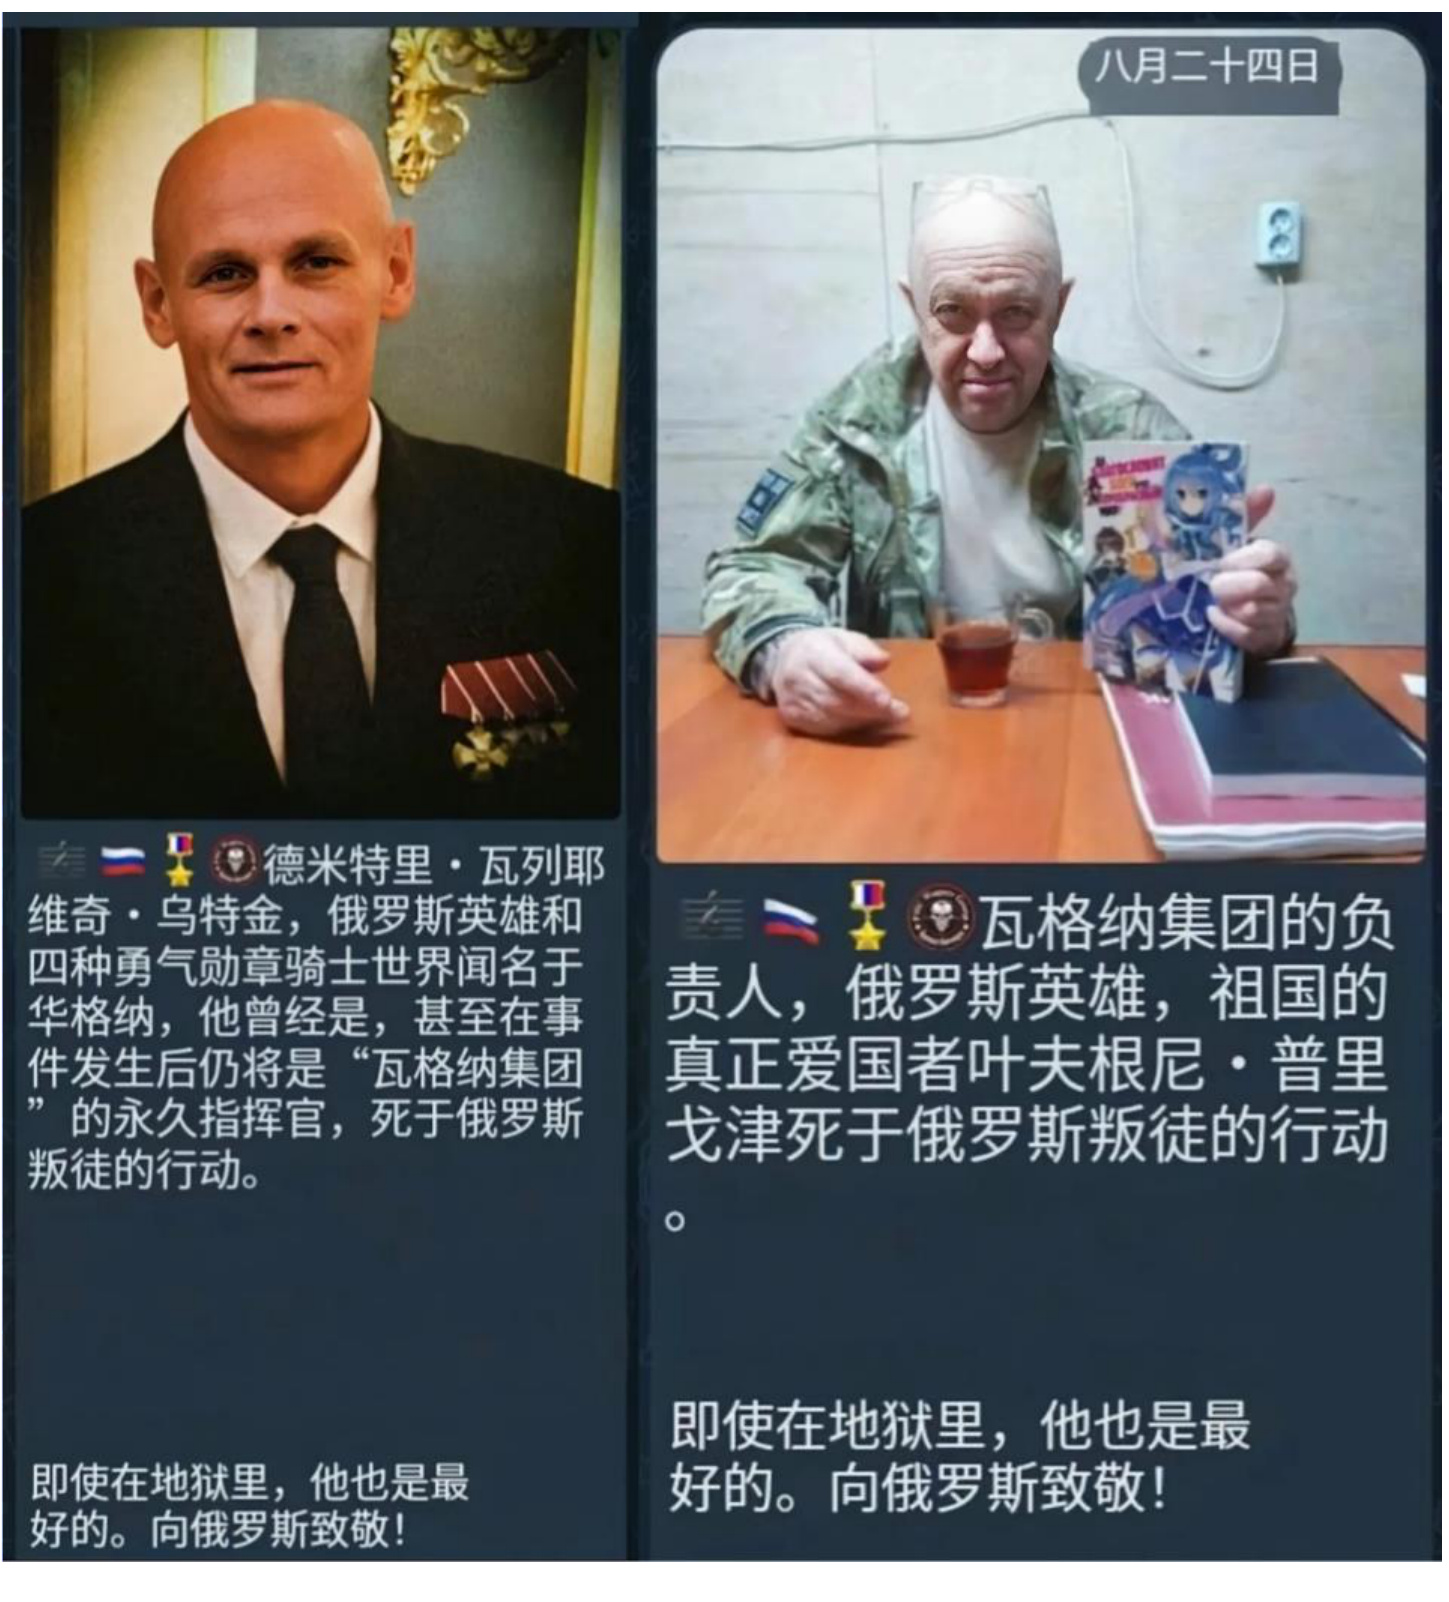 德米特里·瓦列耶
维奇·乌特金，俄罗斯英雄和
四种勇气勋章骑士世界闻名于
华格纳，他曾经是，甚至在事
件发生后仍将是“瓦格纳集团
”的永久指挥官，死于俄罗斯
叛徒的行动。
即使在地狱里，他也是最
好的。向俄罗斯致敬！
八月二十四日
瓦格纳集团的负
责人，俄罗斯英雄，祖国的
真正爱国者叶夫根尼·普里
戈津死于俄罗斯叛徒的行动
。
即使在地狱里，他也是最
好的。向俄罗斯致敬！